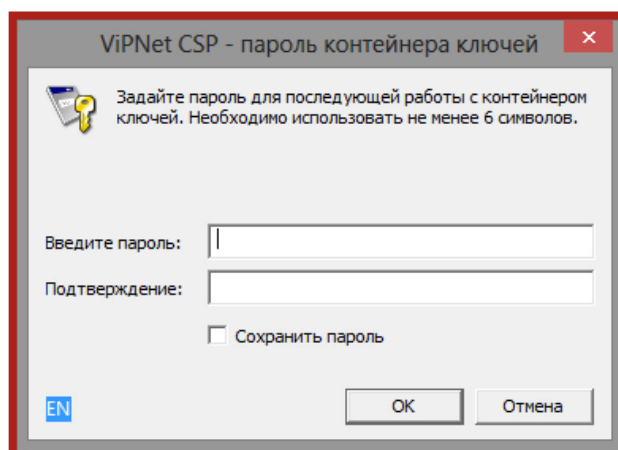 ViPNet CSP - пароль контейнера ключей
Задайте пароль для последующей работы с контейнером
ключей. Необходимо использовать не менее 6 символов.
Введите пароль:
Подтверждение:
Сохранить пароль
EN
OK
Отмена